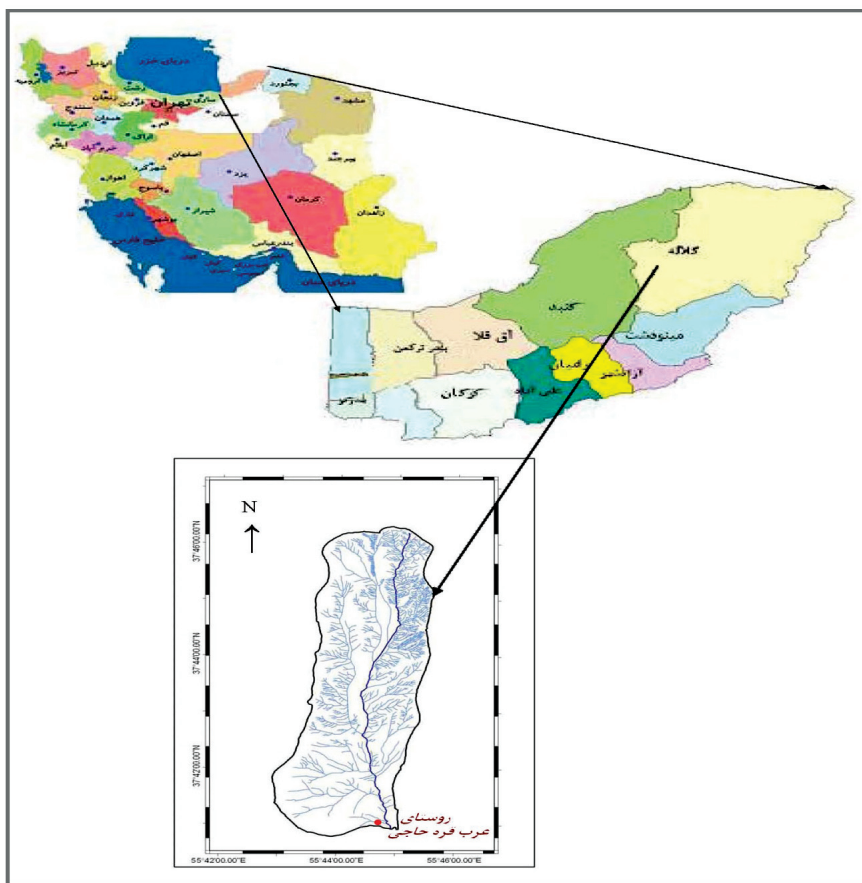 دریای خزر
اردبیل
تبریز
ارومیه
رشت
زنجان
قزوین
تهران
ساری
بجنورد
مشهد
سمنان
سنندج
همدان
قم
کرمانشاه
اراک
ایلام
خرم آباد
اصفهان
شهرکرد
یزد
بیرجند
اهواز
یاسوج
شیراز
کرمان
زاهدان
بوشهر
خلیج فارس
بندرعباس
کلاله
گنبد
مینودشت
آق قلا
بندر ترکمن
رامیان
آزادشهر
علی آباد
کرکان
N
37°46'00.00"N
37°44'00.00"N
37°42'00.00"N
روستای
عرب قره حاجی
55°42'00.00"E
55°44'00.00"E
55°46'00.00"E